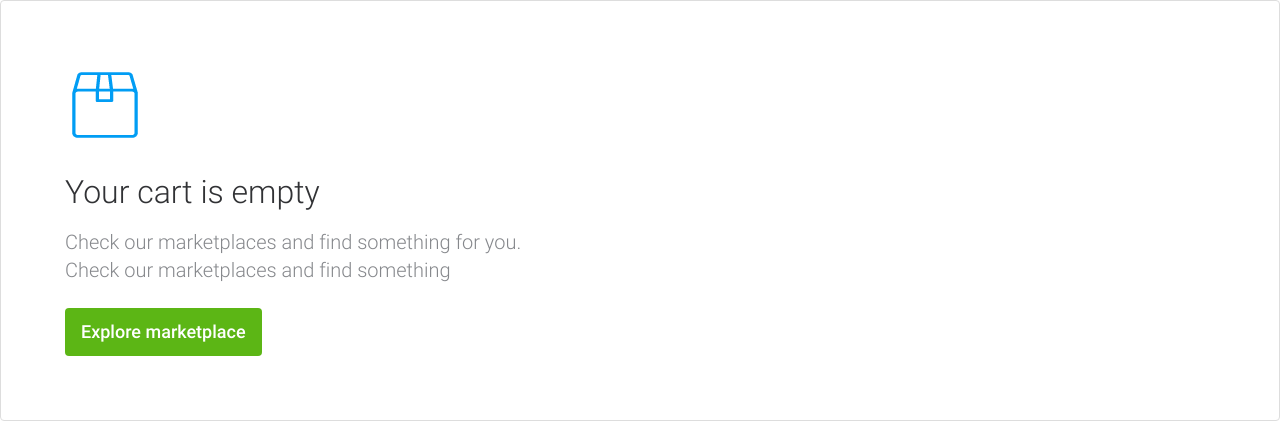 Your cart is empty
Check our marketplaces and find something for you.
Check our marketplaces and find something
Explore marketplace